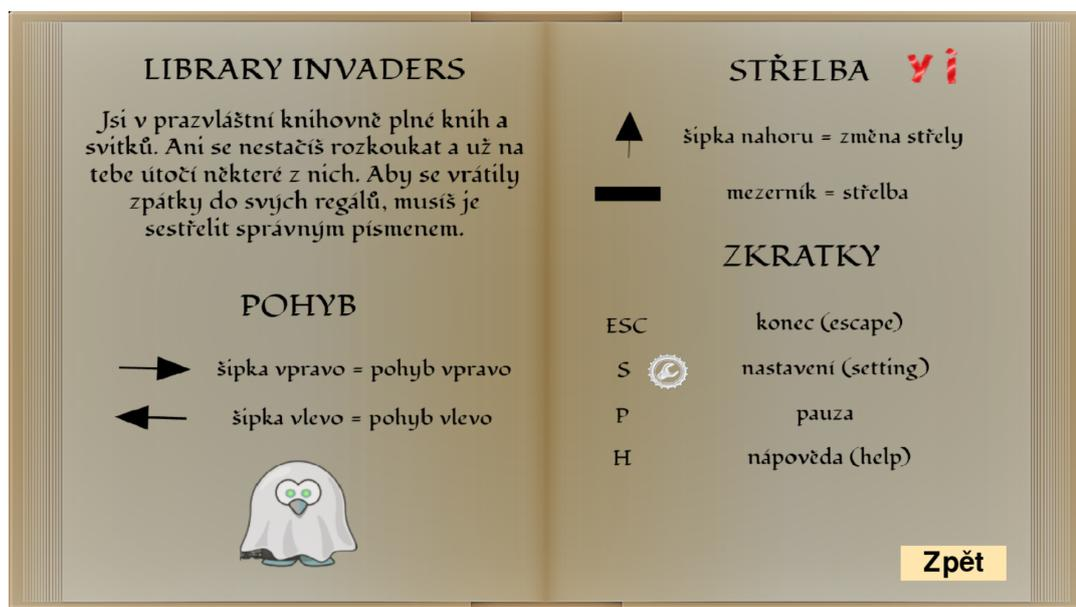 LIBRARY INVADERS
Jsi v prazvláštní knihovně plné knih a
svitků. Ani se nestačíš rozkoukat a už na
tebe útočí některé z nich. Aby se vrátily
zpátky do svých regálů, musíš je
sestřelit správným písmenem.
POHYB
šipka vpravo = pohyb vpravo
šipka vlevo = pohyb vlevo
STŘELBA y i
šipka nahoru = změna střely
mezerník = střelba
ZKRATKY
ESC konec (escape)
S nastavení (setting)
P pauza
H nápověda (help)
Zpět